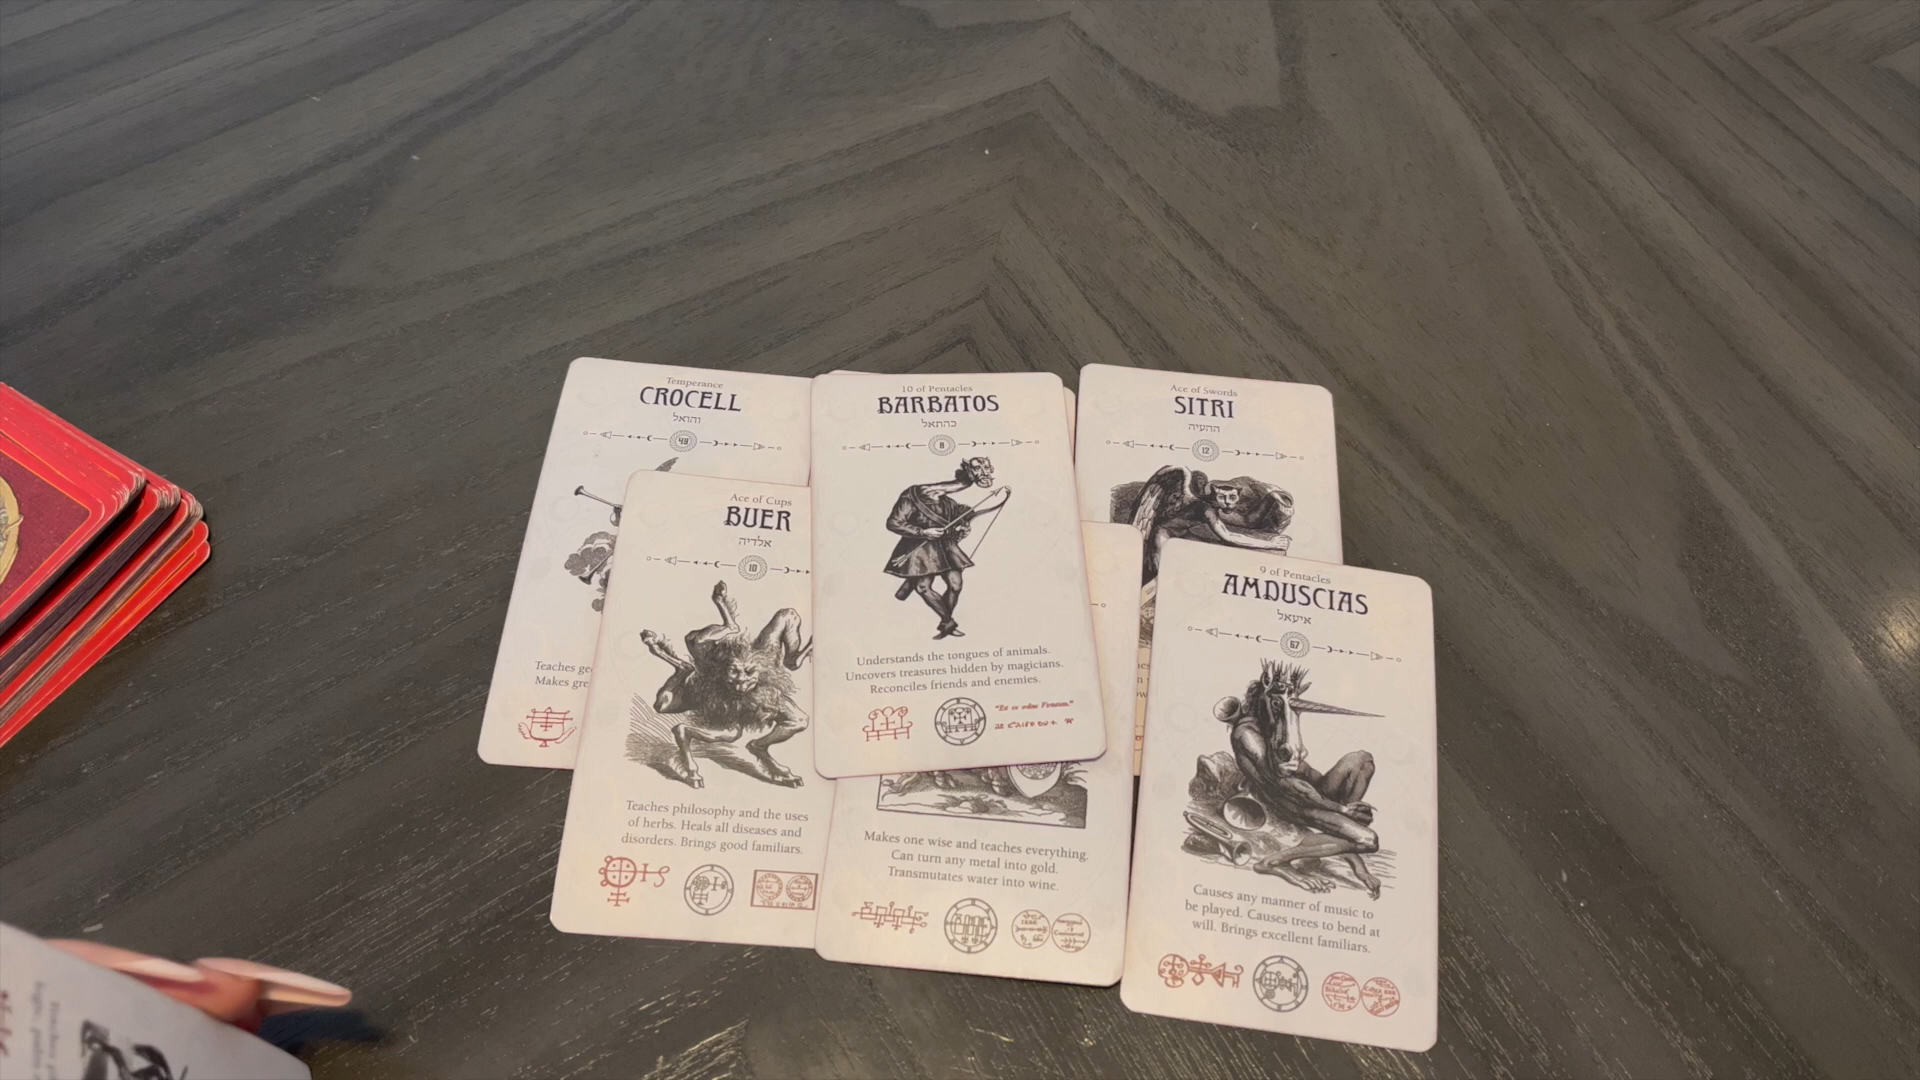 Temperance
CROCELL
והואל
49
Teaches
Makes
Ace of Cups
BUER
אלדיה
10
Teaches philosophy and the uses
of herbs. Heals all diseases and
disorders. Brings good familiars.
10 of Pentacles
BARBATOS
כהתאל
8
Understands the tongues of animals.
Uncovers treasures hidden by magicians.
Reconciles friends and enemies.
Makes one wise and teaches everything.
Can turn any metal into gold.
Transmutates water into wine.
Ace of Swords
SITRI
ההעיה
12
9 of Pentacles
AMDUSCIAS
איעאל
67
Causes any manner of music to
be played. Causes trees to bend at
will. Brings excellent familiars.